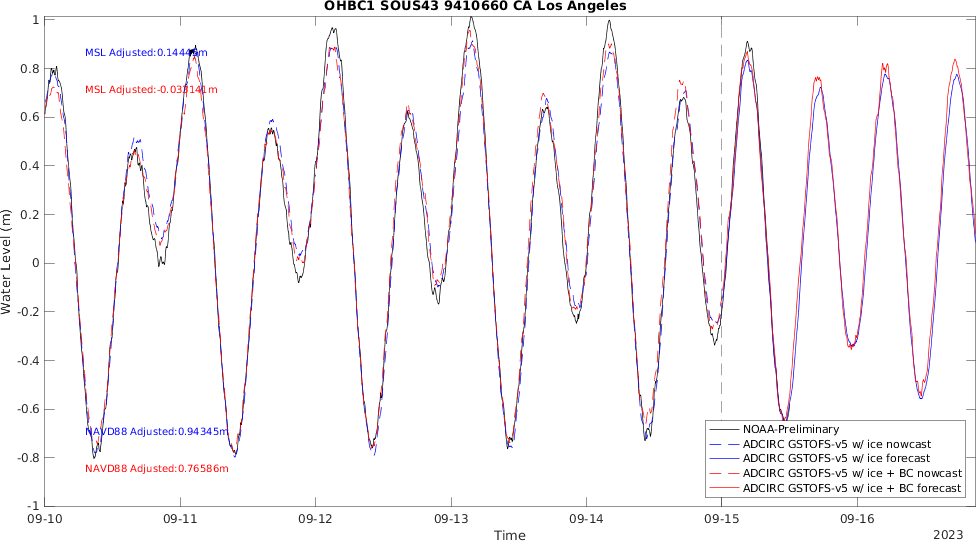 OHBC1 SOUS43 9410660 CA Los Angeles
1
0.8
0.6
0.4
0.2
0
-0.2
-0.4
-0.6
-0.8
-1
Water Level (m)
MSL Adjusted:
MSL Adjusted:
NAVD88 Adjusted:0.94345m
NAVD88 Adjusted:0.76586m
NOAA-Preliminary
ADCIRC GSTOFS-v5 w/ ice nowcast
ADCIRC GSTOFS-v5 w/ ice forecast
ADCIRC GSTOFS-v5 w/ ice + BC nowcast
ADCIRC GSTOFS-v5 w/ ice + BC forecast
09-10
09-11
09-12
09-13
09-14
09-15
09-16
Time
2023